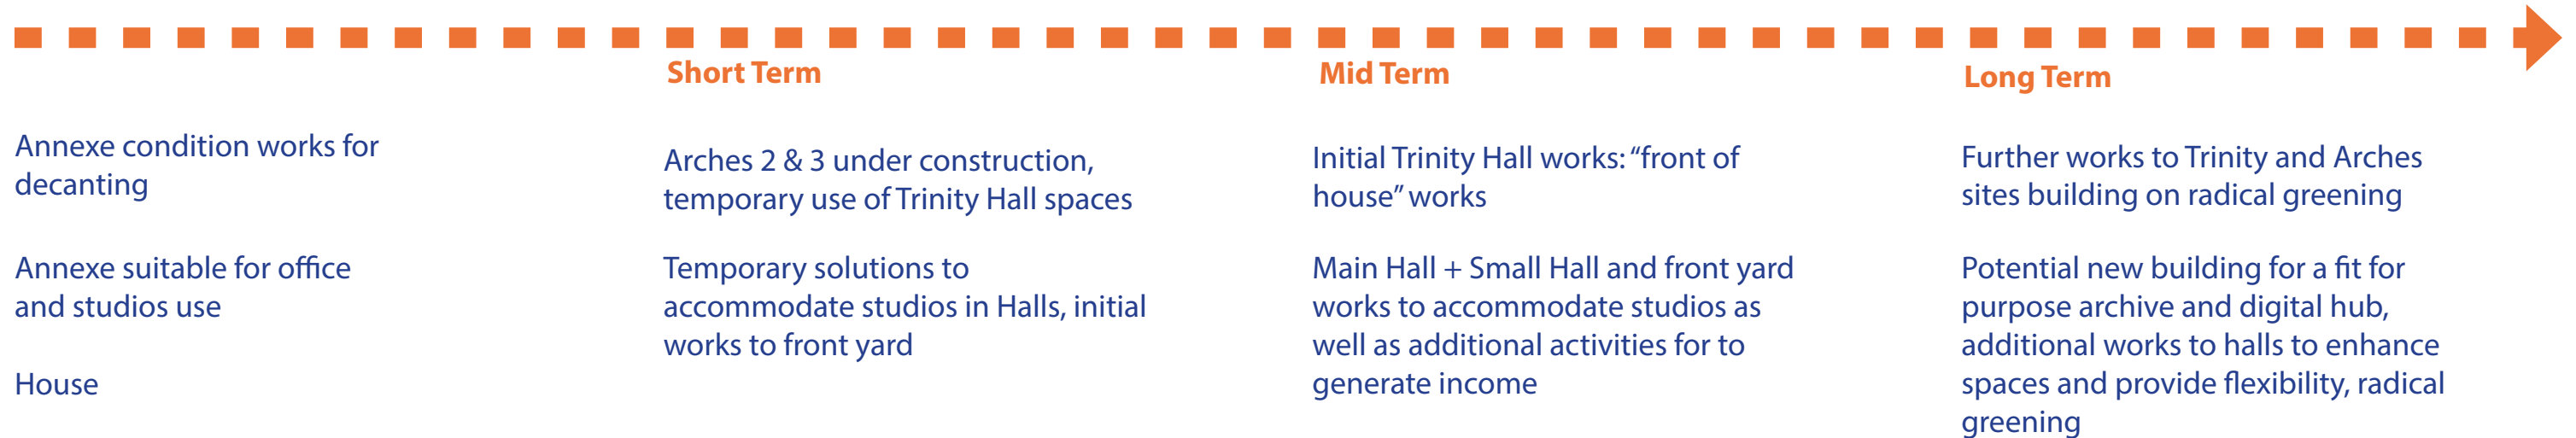 Short Term
Mid Term
Long Term
Annexe condition works for
decanting
Annexe suitable for office
and studios use
House
Arches 2 & 3 under construction,
temporary use of Trinity Hall spaces
Temporary solutions to
accommodate studios in Halls, initial
works to front yard
Initial Trinity Hall works: “front of
house” works
Main Hall + Small Hall and front yard
works to accommodate studios as
well as additional activities for to
generate income
Further works to Trinity and Arches
sites building on radical greening
Potential new building for a fit for
purpose archive and digital hub,
additional works to halls to enhance
spaces and provide flexibility, radical
greening